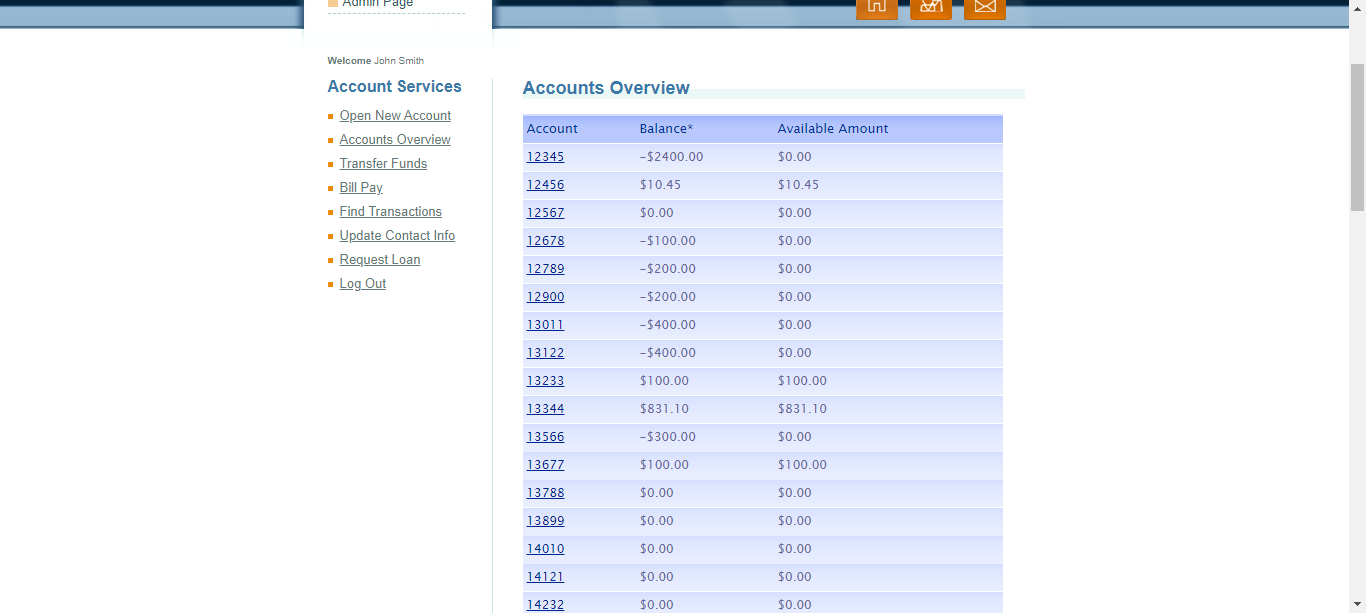 Admin Page
Welcome John Smith
Account Services
Open New Account
Accounts Overview
Transfer Funds
Bill Pay
Find Transactions
Update Contact Info
Request Loan
Log Out
Accounts Overview
Account Balance* Available Amount
12345 -$2400.00 $0.00
12456 $10.45 $10.45
12567 $0.00 $0.00
12678 -$100.00 $0.00
12789 -$200.00 $0.00
12900 -$200.00 $0.00
13011 -$400.00 $0.00
13122 -$400.00 $0.00
13233 $100.00 $100.00
13344 $831.10 $831.10
13566 -$300.00 $0.00
13677 $100.00 $100.00
13788 $0.00 $0.00
13899 $0.00 $0.00
14010 $0.00 $0.00
14121 $0.00 $0.00
14232 $0.00 $0.00